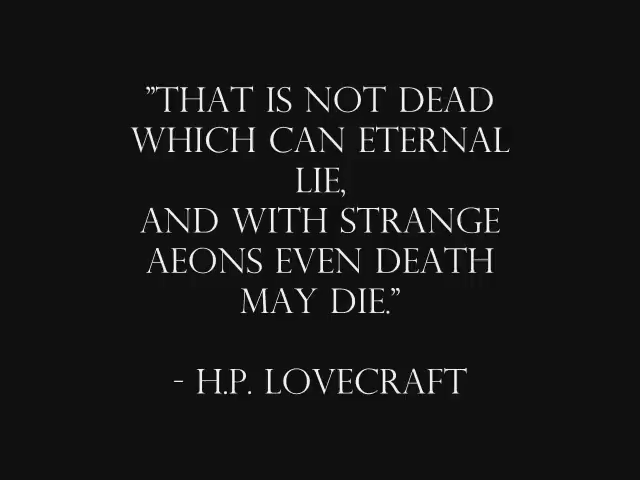 ”THAT IS NOT DEAD
WHICH CAN ETERNAL
LIE,
AND WITH STRANGE
AEONS EVEN DEATH
MAY DIE.”
- H.P. LOVECRAFT